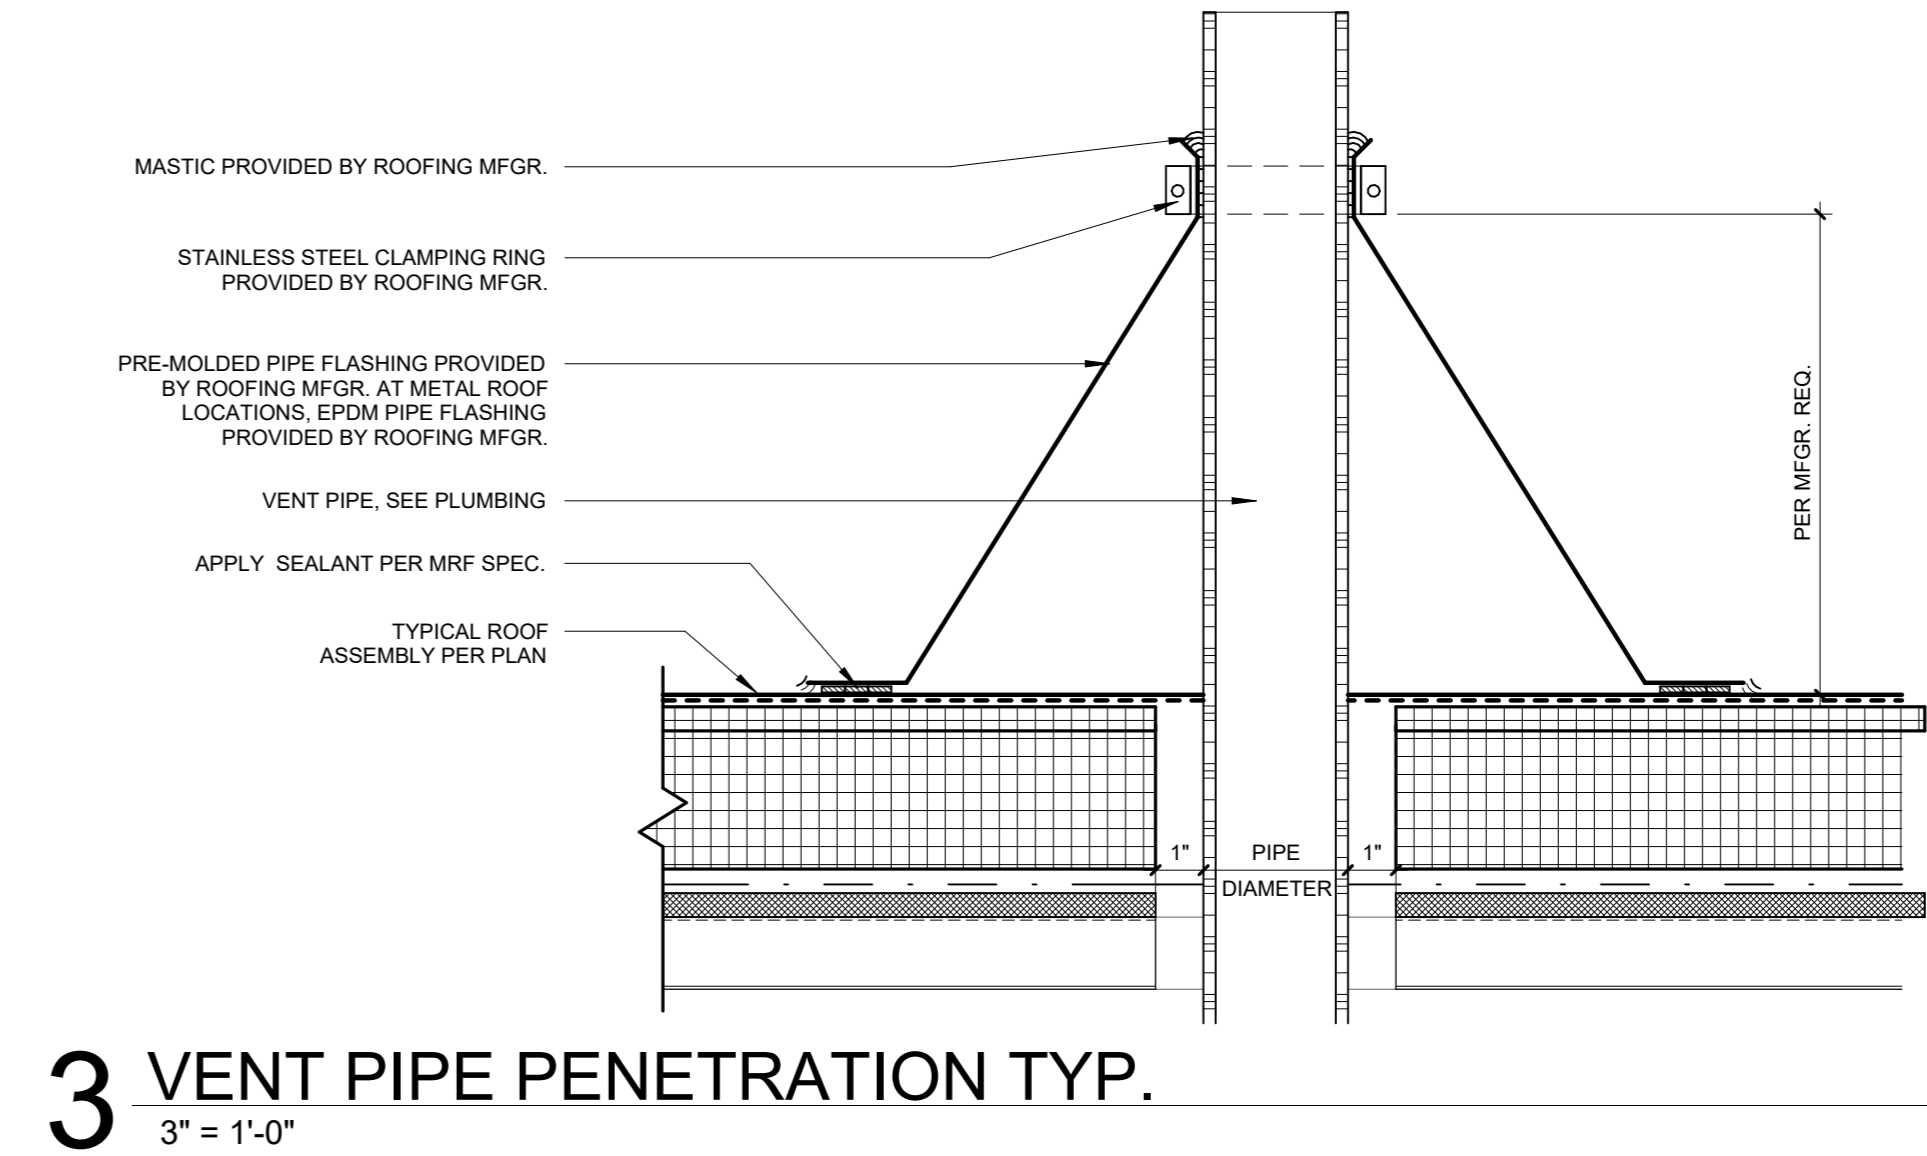 MASTIC PROVIDED BY ROOFING MFGR.
STAINLESS STEEL CLAMPING RING
PROVIDED BY ROOFING MFGR.
PRE-MOLDED PIPE FLASHING PROVIDED
BY ROOFING MFGR. AT METAL ROOF
LOCATIONS, EPDM PIPE FLASHING
PROVIDED BY ROOFING MFGR.
VENT PIPE, SEE PLUMBING
APPLY SEALANT PER MRF SPEC.
TYPICAL ROOF
ASSEMBLY PER PLAN
PER MFGR. REQ.
1" PIPE 1"
DIAMETER
3 VENT PIPE PENETRATION TYP.
3" = 1'-0"